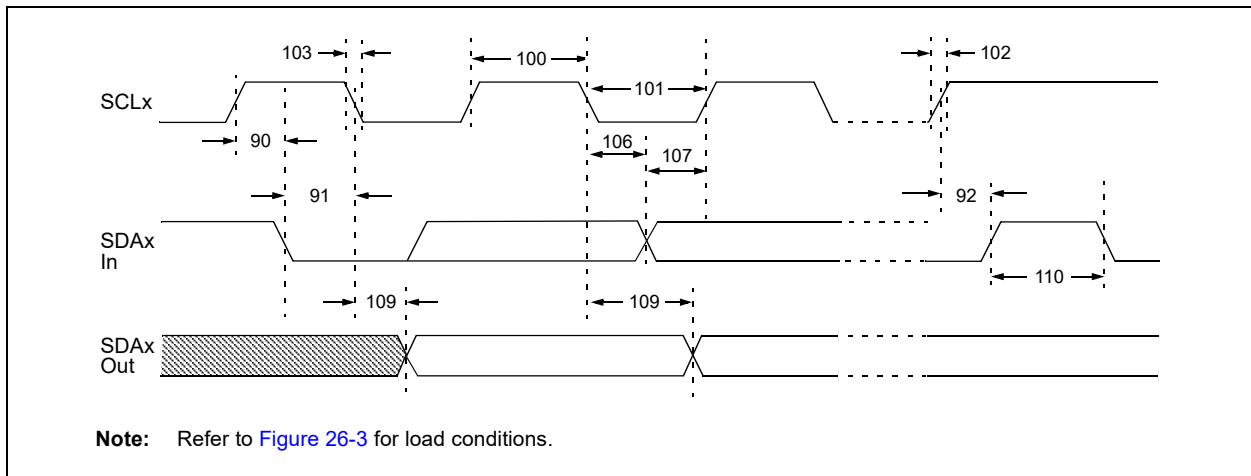 103
100
102
SCLx
101
90
106
107
91
92
SDAx
In
110
109
109
SDAx
Out
Note: Refer to Figure 26-3 for load conditions.